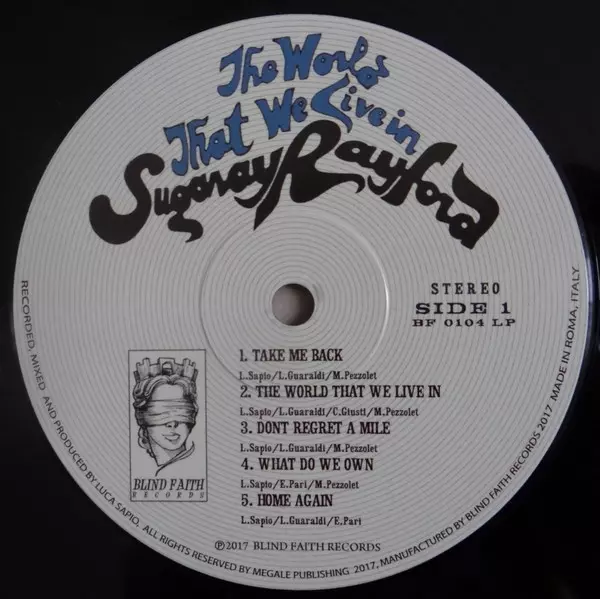 The World
That We Live in
Sugaray Rayford
STEREO
SIDE 1
BF 0104 LP
1. TAKE ME BACK
L.Sapio/L.Guaraldi/M.Pezzolet
2. THE WORLD THAT WE LIVE IN
L.Sapio/L.Guaraldi/C.Giusti/M.Pezzolet
3. DONT REGRET A MILE
L.Sapio/L.Guaraldi/M.Pezzolet
4. WHAT DO WE OWN
L.Sapio/E.Pari/M.Pezzolet
5. HOME AGAIN
L.Sapio/L.Guaraldi/E.Pari
BLIND FAITH
RECORDS
℗2017 BLIND FAITH RECORDS
RECORDED, MIXED AND PRODUCED BY LUCA SAPIO, ALL RIGHTS RESERVED BY MEGALE PUBLISHING 2017, MANUFACTURED BY BLIND FAITH RECORDS 2017 MADE IN ROMA, ITALY